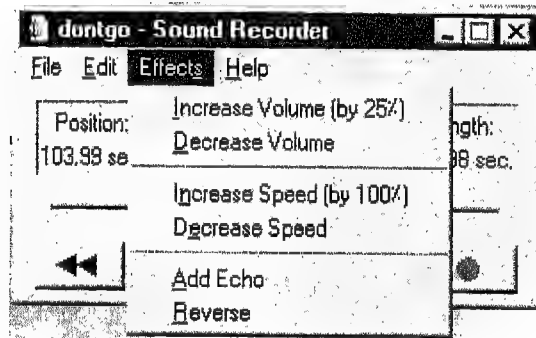 dontgo - Sound Recorder
File Edit Effects Help
Increase Volume (by 25%)
Decrease Volume
Increase Speed (by 100%)
Decrease Speed
Add Echo
Reverse
Position:
103.99 se
ngth:
98 sec.